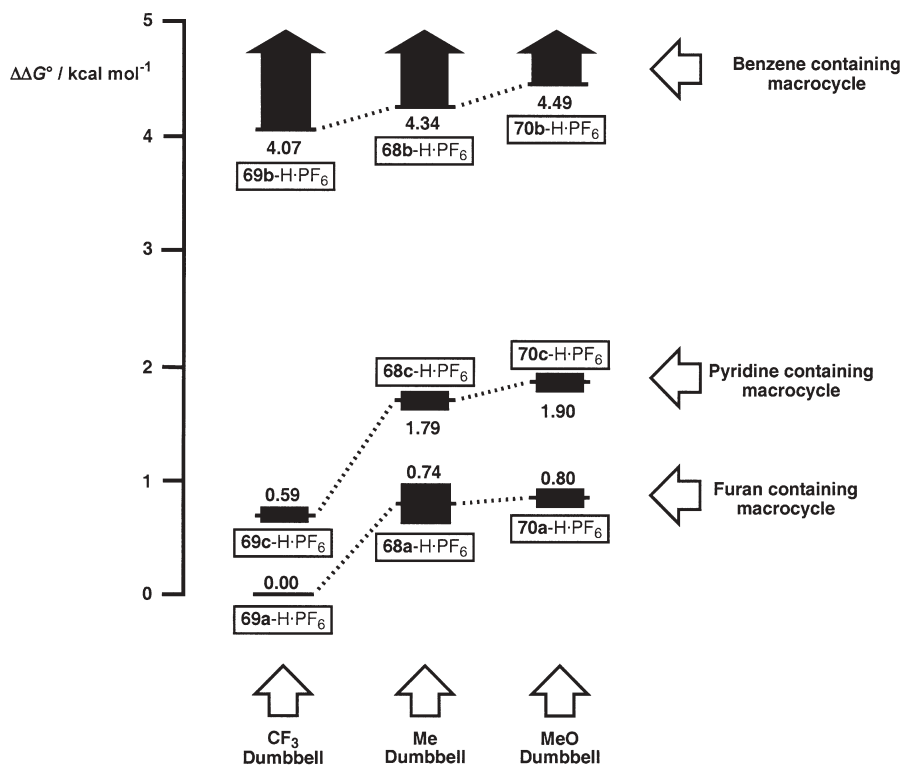 5
ΔΔG° / kcal mol⁻¹
Benzene containing
macrocycle
4.07
4.34
4.49
4
69b-H·PF₆
68b-H·PF₆
70b-H·PF₆
3
2
68c-H·PF₆
70c-H·PF₆
Pyridine containing
macrocycle
1.79
1.90
1
0.59
0.74
0.80
Furan containing
macrocycle
69c-H·PF₆
68a-H·PF₆
70a-H·PF₆
0
0.00
69a-H·PF₆
CF₃
Dumbbell
Me
Dumbbell
MeO
Dumbbell